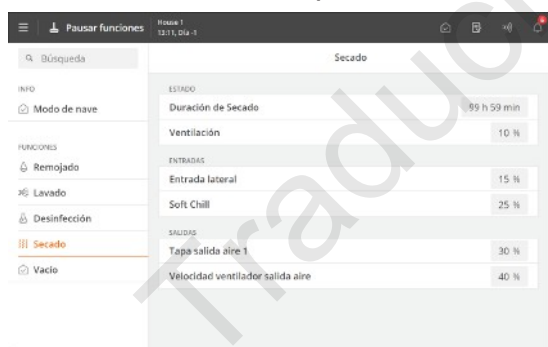 Pausar funciones
House 1
12:11, Día -1
Búsqueda
Secado
INFO
Modo de nave
FUNCIONES
Remojado
Lavado
Desinfección
Secado
Vacío
ESTADO
Duración de Secado 99 h 59 min
Ventilación 10 %
ENTRADAS
Entrada lateral 15 %
Soft Chill 25 %
SALIDAS
Tapa salida aire 1 30 %
Velocidad ventilador salida aire 40 %
Traduc